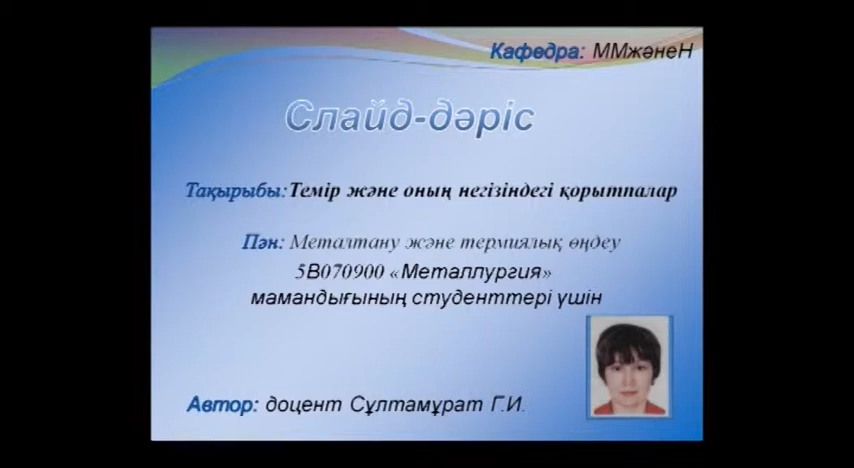 Кафедра: ММжәнеН
Слайд-дәріс
Тақырыбы:Темір және оның негізіндегі қорытпалар
Пән: Металтану және термиялық өңдеу
5В070900 «Металлургия»
мамандығының студенттері үшін
Автор: доцент Сұлтамұрат Г.И.